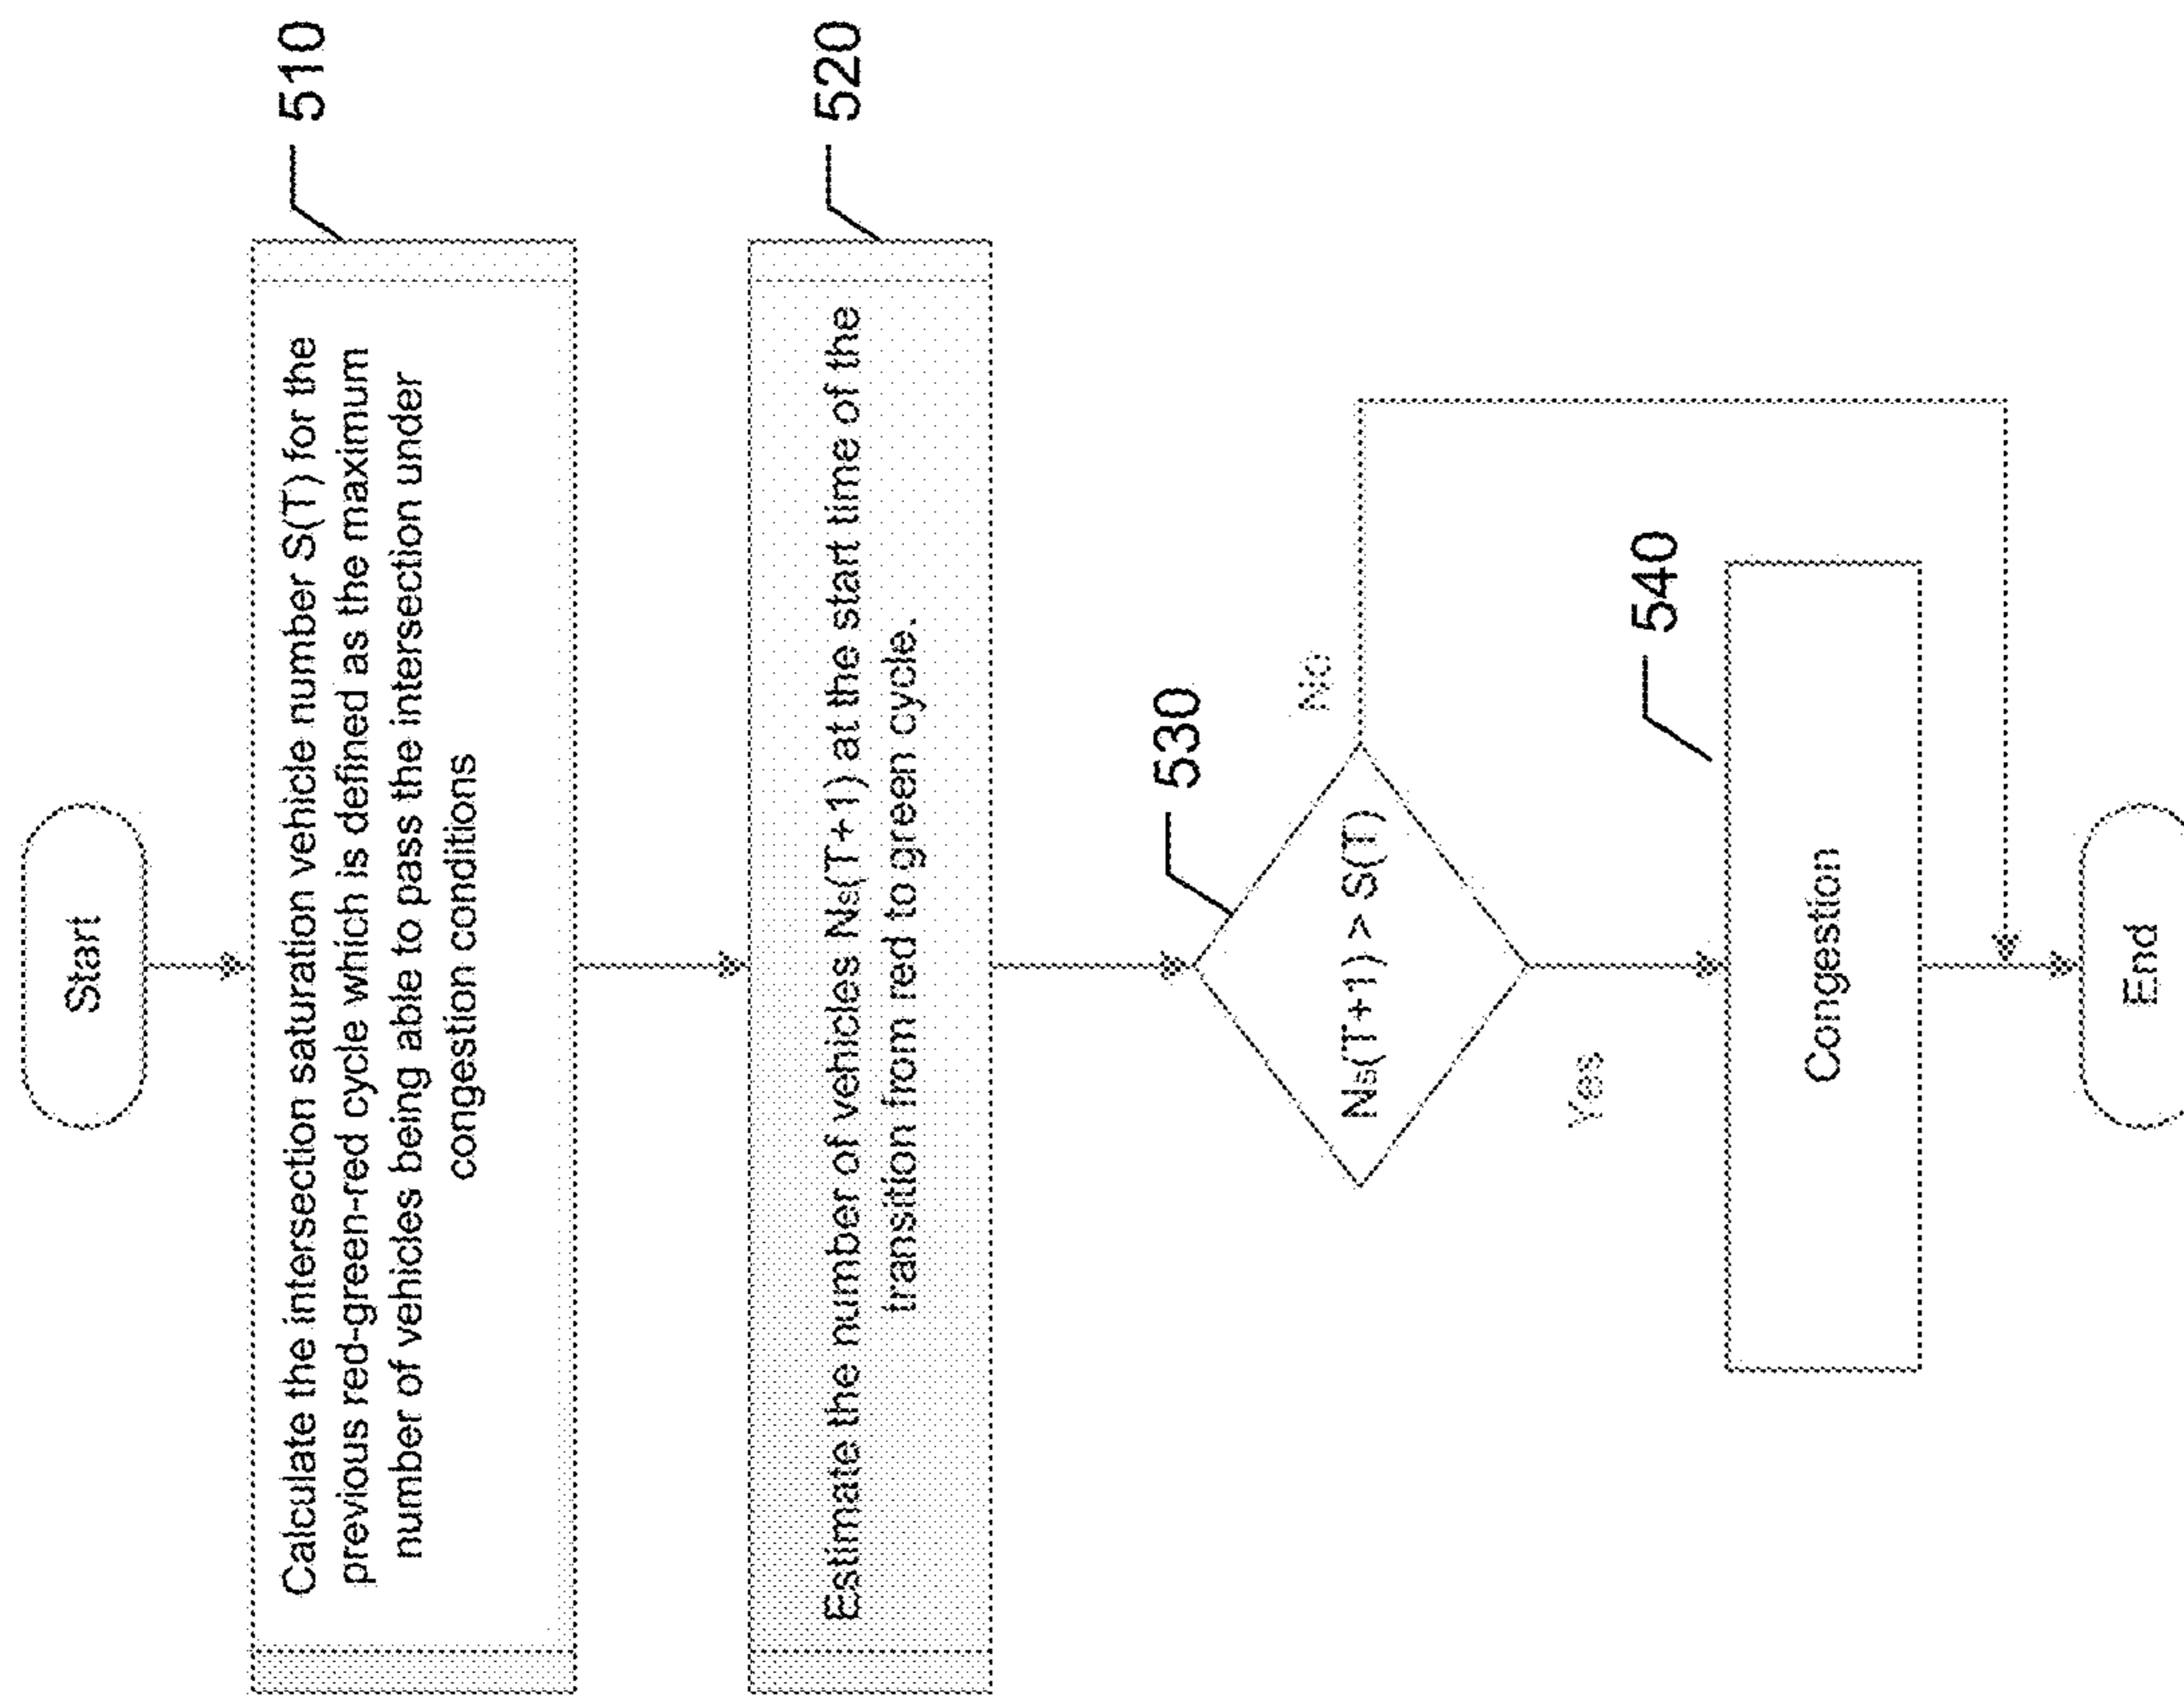 Start
510
Calculate the intersection saturation vehicle number S(T) for the
previous red-green-red cycle which is defined as the maximum
number of vehicles being able to pass the intersection under
congestion conditions
520
Estimate the number of vehicles Ns(T+1) at the start time of the
transition from red to green cycle.
530
Ns(T+1) > S(T)
No
Yes
540
Congestion
End